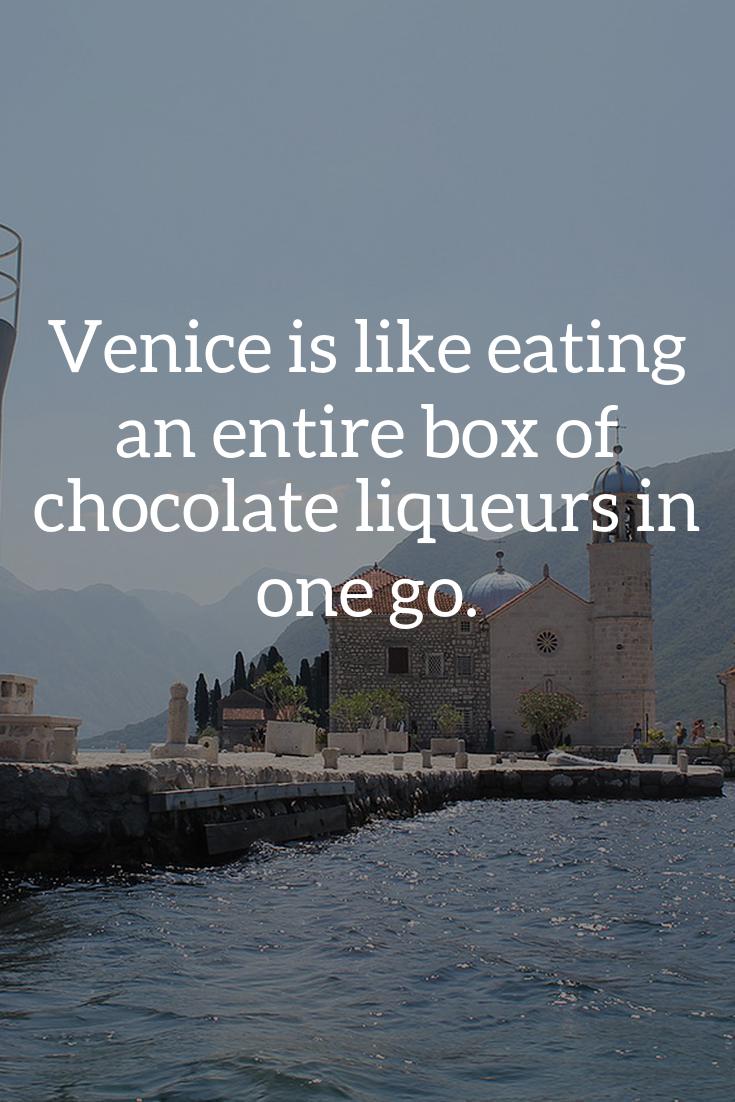 Venice is like eating
an entire box of
chocolate liqueurs in
one go.